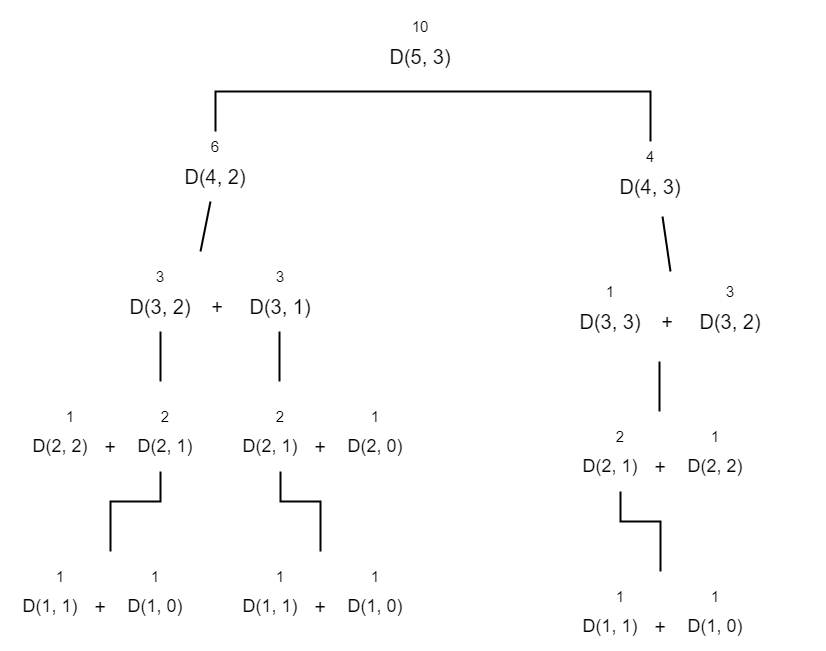 10
D(5, 3)
6
D(4, 2)
4
D(4, 3)
3 3
D(3, 2) + D(3, 1)
1 3
D(3, 3) + D(3, 2)
1 2 2 1
D(2, 2) + D(2, 1) D(2, 1) + D(2, 0)
2 1
D(2, 1) + D(2, 2)
1 1 1 1
D(1, 1) + D(1, 0) D(1, 1) + D(1, 0)
1 1
D(1, 1) + D(1, 0)